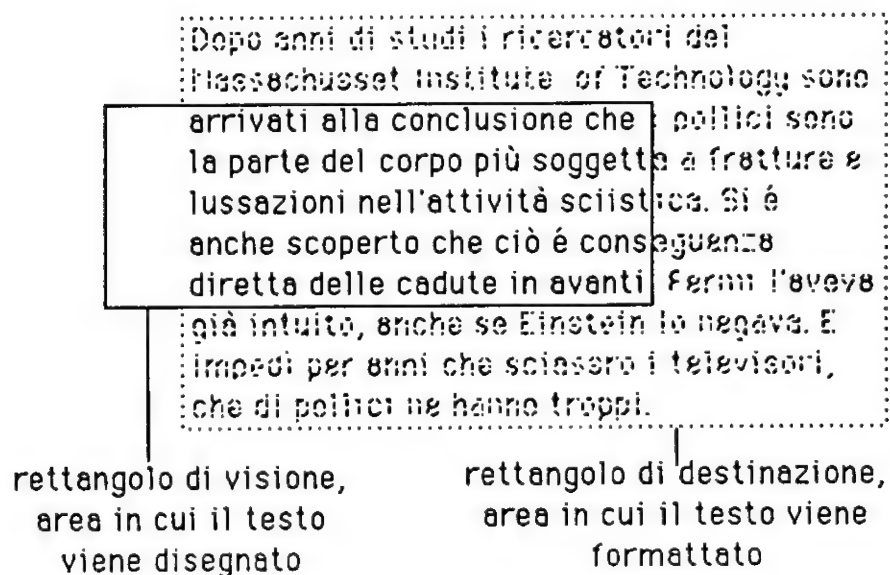 Dopo anni di studi i ricercatori del
Massachusset Institute of Technology sono
arrivati alla conclusione che i pollici sono
la parte del corpo più soggetta a fratture e
lussazioni nell'attività sciistica. Si é
anche scoperto che ciò é conseguenza
diretta delle cadute in avanti. Fermi l'aveva
già intuito, anche se Einstein lo negava. E
impedì per anni che sciassero i televisori,
che di pollici ne hanno troppi.
rettangolo di visione,
area in cui il testo
viene disegnato
rettangolo di destinazione,
area in cui il testo viene
formattato